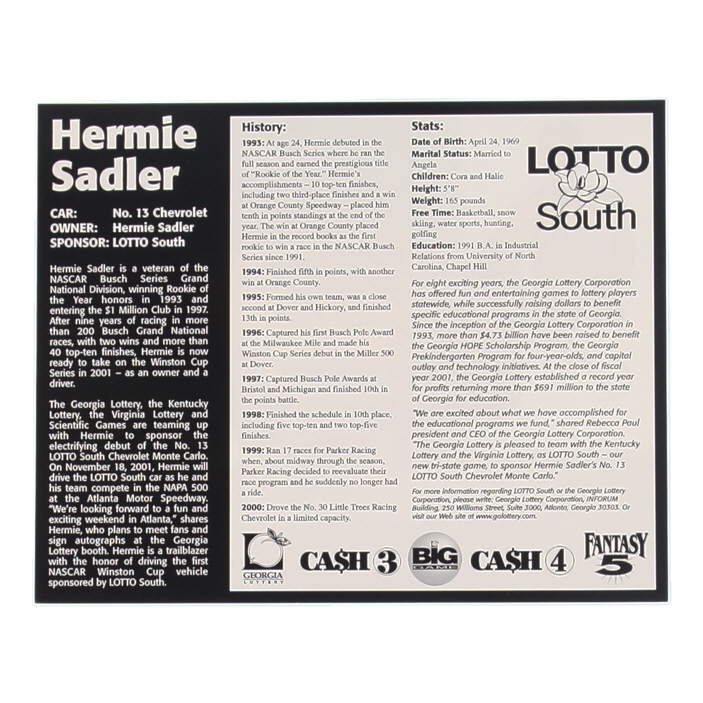 Hermie
Sadler
CAR: No. 13 Chevrolet
OWNER: Hermie Sadler
SPONSOR: LOTTO South
Hermie Sadler is a veteran of the
NASCAR Busch Series Grand
National Division, winning Rookie of
the Year honors in 1993 and
entering the $1 Million Club in 1997.
After nine years of racing in more
than 200 Busch Grand National
races, with two wins and more than
40 top-ten finishes, Hermie is now
ready to take on the Winston Cup
Series in 2001 – as an owner and a
driver.
The Georgia Lottery, the Kentucky
Lottery, the Virginia Lottery and
Scientific Games are teaming up
with Hermie to sponsor the
electrifying debut of the No. 13
LOTTO South Chevrolet Monte Carlo.
On November 18, 2001, Hermie will
drive the LOTTO South car as he and
his team compete in the NAPA 500
at the Atlanta Motor Speedway.
"We're looking forward to a fun and
exciting weekend in Atlanta," shares
Hermie, who plans to meet fans and
sign autographs at the Georgia
Lottery booth. Hermie is a trailblazer
with the honor of driving the first
NASCAR Winston Cup vehicle
sponsored by LOTTO South.
History:
1993: At age 24, Hermie debuted in the
NASCAR Busch Series where he ran the
full season and earned the prestigious title
of "Rookie of the Year." Hermie's
accomplishments – 10 top-ten finishes,
including two third-place finishes and a win
at Orange County Speedway – placed him
tenth in points standings at the end of the
year. The win at Orange County placed
Hermie in the record books as the first
rookie to win a race in the NASCAR Busch
Series since 1991.
1994: Finished fifth in points, with another
win at Orange County.
1995: Formed his own team, was a close
second at Dover and Hickory, and finished
13th in points.
1996: Captured his first Busch Pole Award
at the Milwaukee Mile and made his
Winston Cup Series debut in the Miller 500
at Dover.
1997: Captured Busch Pole Awards at
Bristol and Michigan and finished 10th in
the points battle.
1998: Finished the schedule in 10th place,
including five top-ten and two top-five
finishes.
1999: Ran 17 races for Parker Racing
when, about midway through the season,
Parker Racing decided to reevaluate their
race program and he suddenly no longer had
a ride.
2000: Drove the No. 30 Little Trees Racing
Chevrolet in a limited capacity.
Stats:
Date of Birth: April 24, 1969
Marital Status: Married to
Angela
Children: Cora and Halie
Height: 5'8"
Weight: 165 pounds
Free Time: Basketball, snow
skiing, water sports, hunting,
golfing
Education: 1991 B.A. in Industrial
Relations from University of North
Carolina, Chapel Hill
LOTTO
South
For eight exciting years, the Georgia Lottery Corporation
has offered fun and entertaining games to lottery players
statewide, while successfully raising dollars to benefit
specific educational programs in the state of Georgia.
Since the inception of the Georgia Lottery Corporation in
1993, more than $4.73 billion have been raised to benefit
the Georgia HOPE Scholarship Program, the Georgia
Prekindergarten Program for four-year-olds, and capital
outlay and technology initiatives. At the close of fiscal
year 2001, the Georgia Lottery established a record year
for profits returning more than $691 million to the state
of Georgia for education.
"We are excited about what we have accomplished for
the educational programs we fund," shared Rebecca Paul
president and CEO of the Georgia Lottery Corporation.
"The Georgia Lottery is pleased to team with the Kentucky
Lottery and the Virginia Lottery, as LOTTO South – our
new tri-state game, to sponsor Hermie Sadler's No. 13
LOTTO South Chevrolet Monte Carlo."
For more information regarding LOTTO South or the Georgia Lottery
Corporation, please write: Georgia Lottery Corporation, INFORUM
Building, 250 Williams Street, Suite 3000, Atlanta, Georgia 30303. Or
visit our Web site at www.galottery.com.
GEORGIA
LOTTERY
CA$H 3
THE BIG
GAME
CA$H 4
FANTASY
5